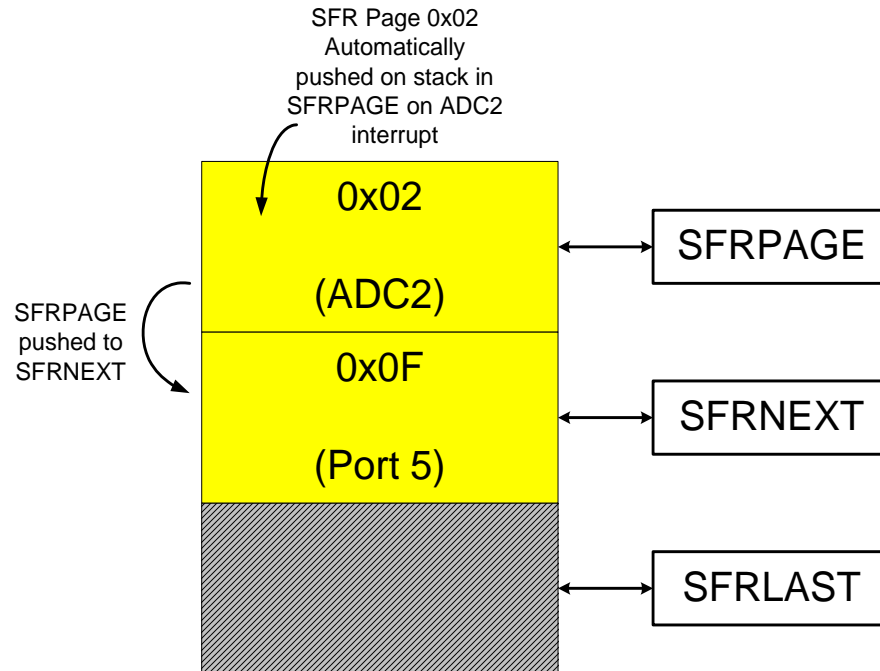 SFR Page 0x02
Automatically
pushed on stack in
SFRPAGE on ADC2
interrupt
0x02
(ADC2)
SFRPAGE
SFRPAGE
pushed to
SFRNEXT
0x0F
(Port 5)
SFRNEXT
SFRLAST